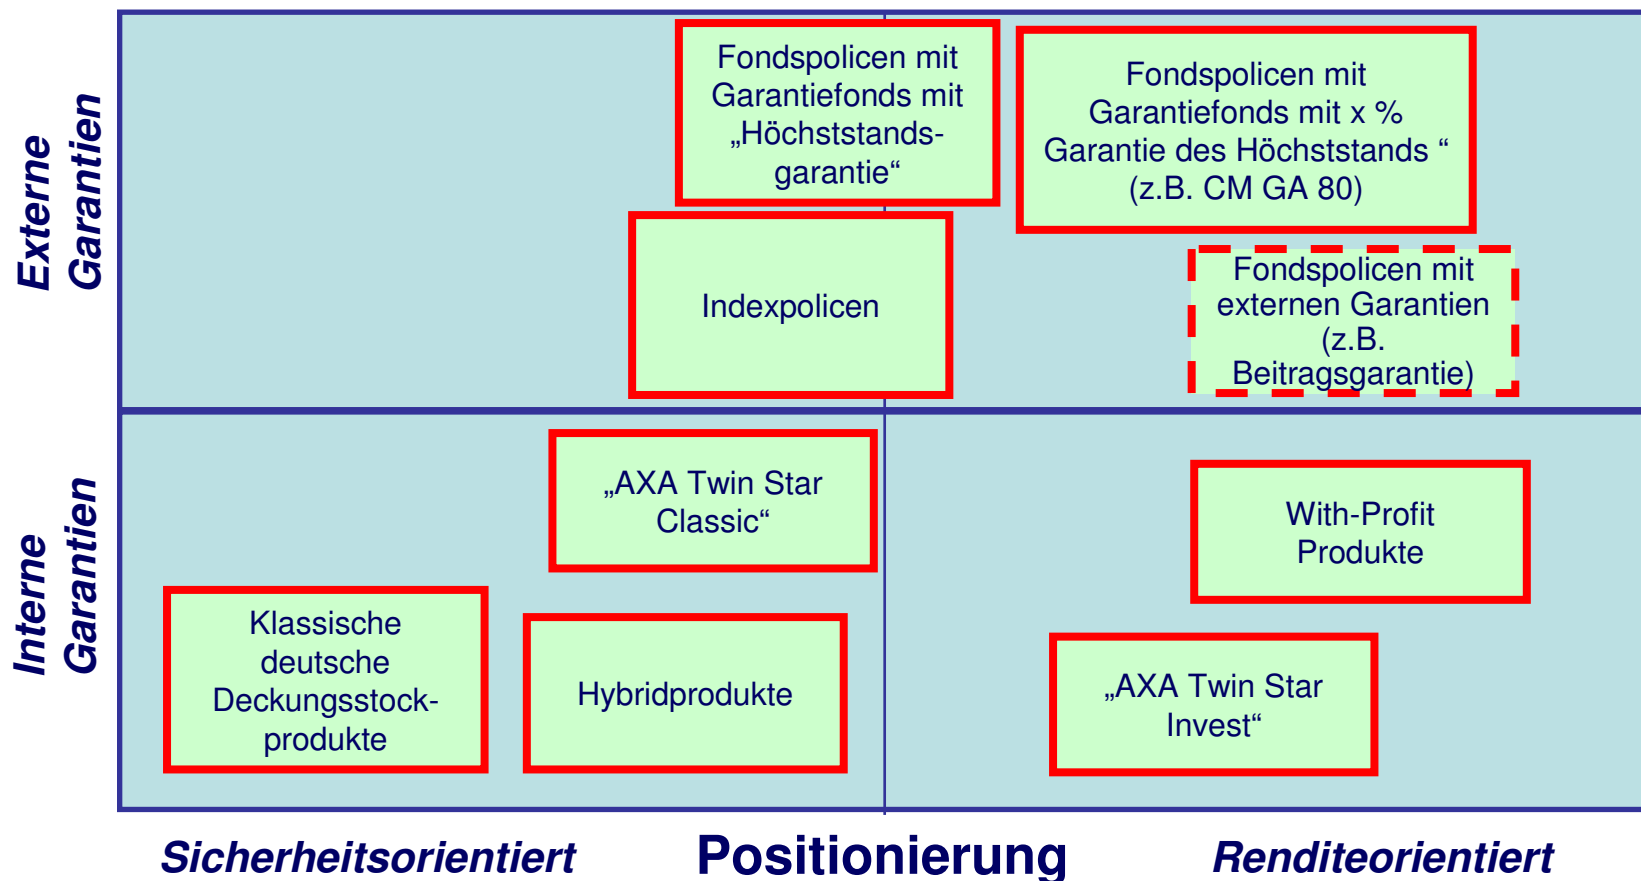 Externe
Garantien
Fondspolicen mit
Garantiefonds mit
„Höchststands-
garantie“
Fondspolicen mit
Garantiefonds mit x %
Garantie des Höchststands “
(z.B. CM GA 80)
Indexpolicen
Fondspolicen mit
externen Garantien
(z.B.
Beitragsgarantie)
Interne
Garantien
„AXA Twin Star
Classic“
With-Profit
Produkte
Klassische
deutsche
Deckungsstock-
produkte
Hybridprodukte
„AXA Twin Star
Invest“
Sicherheitsorientiert
Positionierung
Renditeorientiert